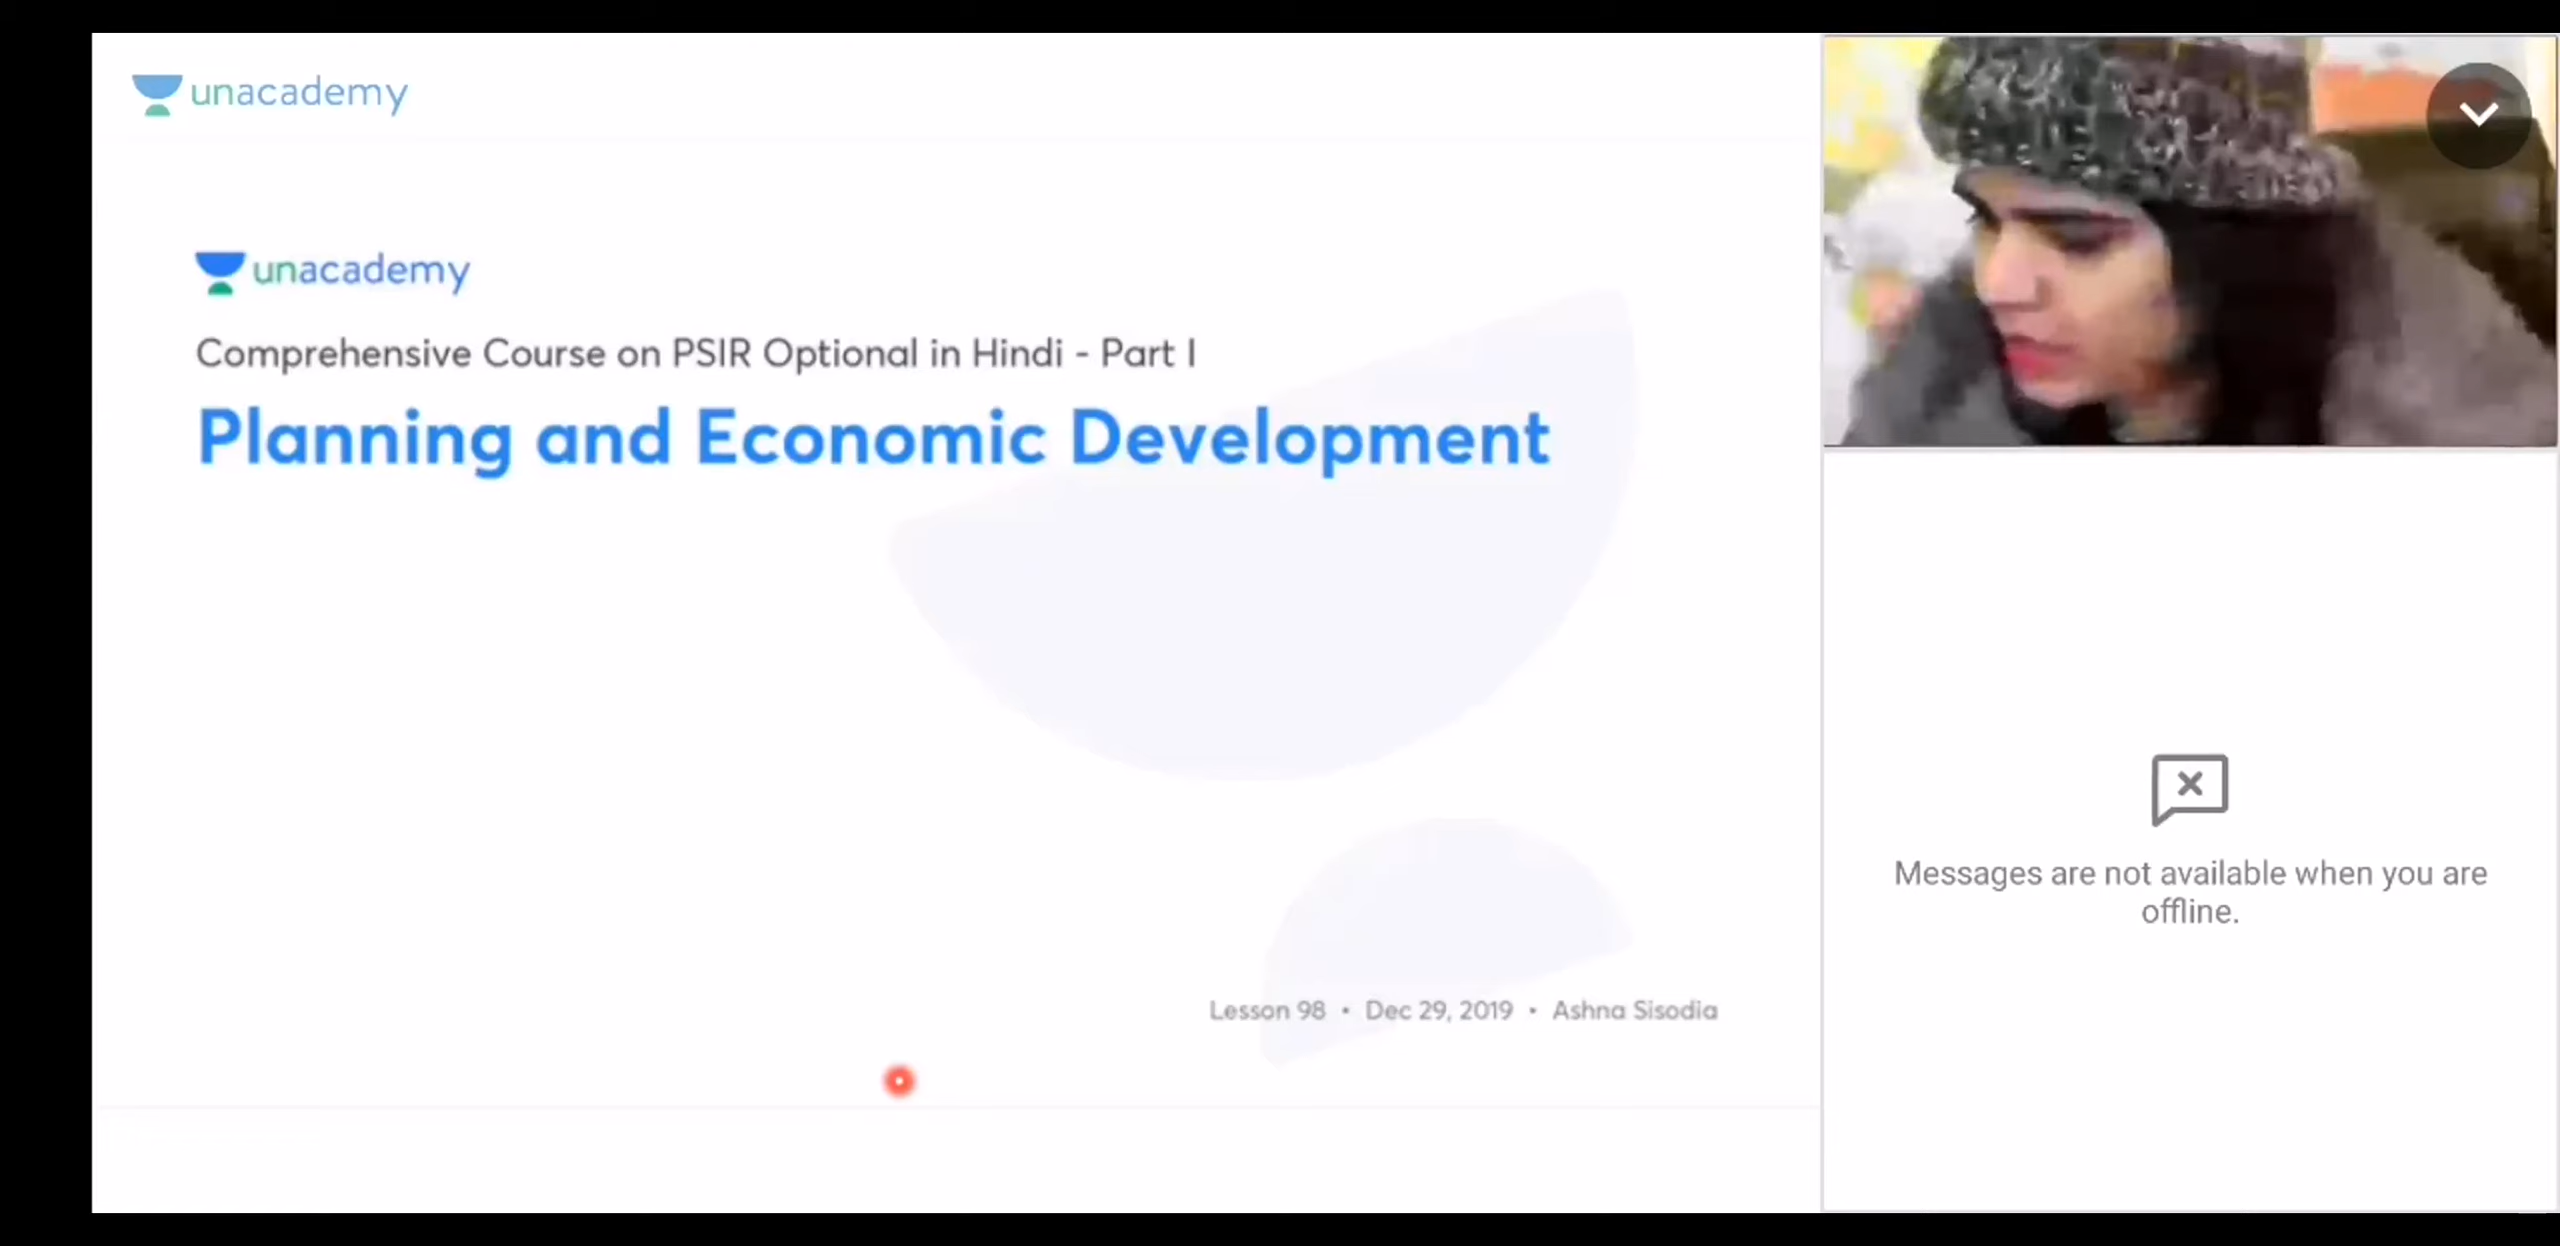 unacademy
unacademy
Comprehensive Course on PSIR Optional in Hindi - Part I
Planning and Economic Development
Lesson 98 • Dec 29, 2019 • Ashna Sisodia
Messages are not available when you are
offline.